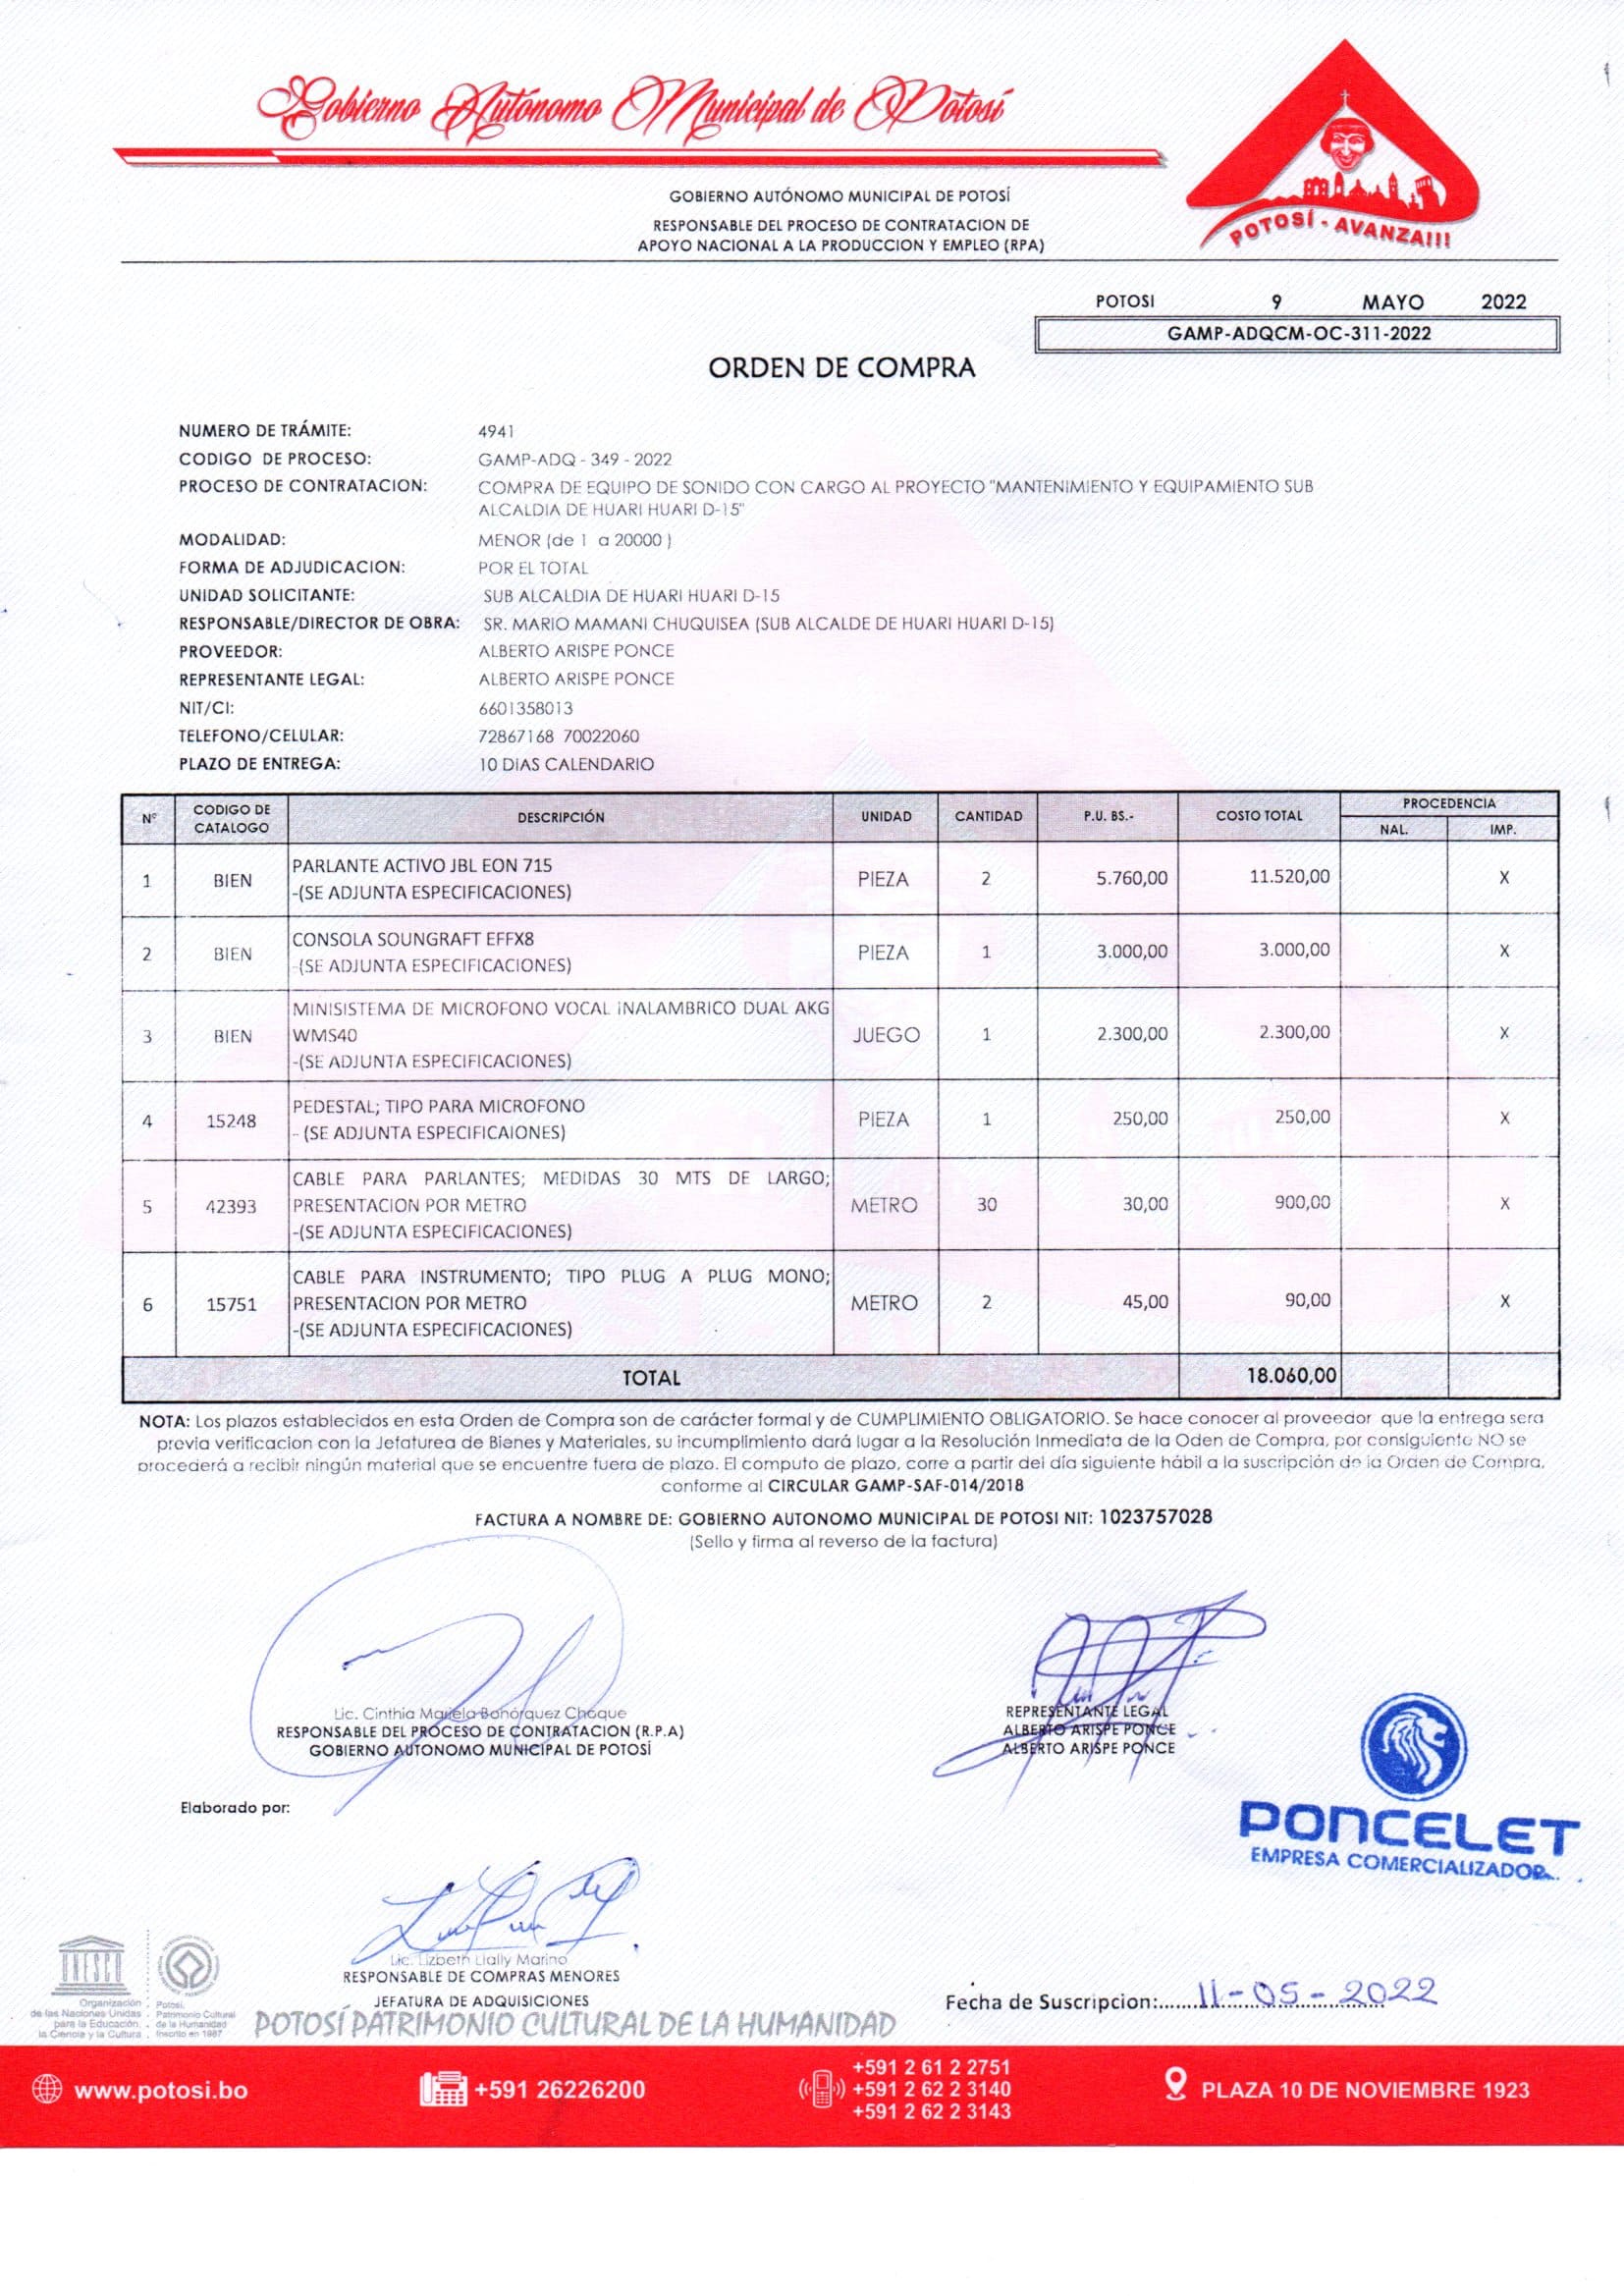 Gobierno Autónomo Municipal de Potosí
POTOSÍ - AVANZA!!!
GOBIERNO AUTÓNOMO MUNICIPAL DE POTOSÍ
RESPONSABLE DEL PROCESO DE CONTRATACION DE
APOYO NACIONAL A LA PRODUCCION Y EMPLEO (RPA)
POTOSI 9 MAYO 2022
GAMP-ADQCM-OC-311-2022
ORDEN DE COMPRA
NUMERO DE TRÁMITE: 4941
CODIGO DE PROCESO: GAMP-ADQ - 349 - 2022
PROCESO DE CONTRATACION: COMPRA DE EQUIPO DE SONIDO CON CARGO AL PROYECTO "MANTENIMIENTO Y EQUIPAMIENTO SUB
ALCALDIA DE HUARI HUARI D-15"
MODALIDAD: MENOR (de 1 a 20000 )
FORMA DE ADJUDICACION: POR EL TOTAL
UNIDAD SOLICITANTE: SUB ALCALDIA DE HUARI HUARI D-15
RESPONSABLE/DIRECTOR DE OBRA: SR. MARIO MAMANI CHUQUISEA (SUB ALCALDE DE HUARI HUARI D-15)
PROVEEDOR: ALBERTO ARISPE PONCE
REPRESENTANTE LEGAL: ALBERTO ARISPE PONCE
NIT/CI: 6601358013
TELEFONO/CELULAR: 72867168 70022060
PLAZO DE ENTREGA: 10 DIAS CALENDARIO
N° CODIGO DE CATALOGO DESCRIPCIÓN UNIDAD CANTIDAD P.U. BS.- COSTO TOTAL PROCEDENCIA
NAL. IMP.
1 BIEN PARLANTE ACTIVO JBL EON 715 PIEZA 2 5.760,00 11.520,00 X
-(SE ADJUNTA ESPECIFICACIONES)
2 BIEN CONSOLA SOUNGRAFT EFFX8 PIEZA 1 3.000,00 3.000,00 X
-(SE ADJUNTA ESPECIFICACIONES)
3 BIEN MINISISTEMA DE MICROFONO VOCAL INALAMBRICO DUAL AKG
WMS40 JUEGO 1 2.300,00 2.300,00 X
-(SE ADJUNTA ESPECIFICACIONES)
4 15248 PEDESTAL; TIPO PARA MICROFONO PIEZA 1 250,00 250,00 X
- (SE ADJUNTA ESPECIFICAIONES)
5 42393 CABLE PARA PARLANTES; MEDIDAS 30 MTS DE LARGO;
PRESENTACION POR METRO METRO 30 30,00 900,00 X
-(SE ADJUNTA ESPECIFICACIONES)
6 15751 CABLE PARA INSTRUMENTO; TIPO PLUG A PLUG MONO;
PRESENTACION POR METRO METRO 2 45,00 90,00 X
-(SE ADJUNTA ESPECIFICACIONES)
TOTAL 18.060,00
NOTA: Los plazos establecidos en esta Orden de Compra son de carácter formal y de CUMPLIMIENTO OBLIGATORIO. Se hace conocer al proveedor que la entrega sera
previa verificacion con la Jefaturea de Bienes y Materiales, su incumplimiento dará lugar a la Resolución Inmediata de la Oden de Compra, por consiguiente NO se
procederá a recibir ningún material que se encuentre fuera de plazo. El computo de plazo, corre a partir del día siguiente hábil a la suscripción de la Orden de Compra,
conforme al CIRCULAR GAMP-SAF-014/2018
FACTURA A NOMBRE DE: GOBIERNO AUTONOMO MUNICIPAL DE POTOSI NIT: 1023757028
(Sello y firma al reverso de la factura)
Lic. Cinthia Mariela Bohórquez Choque
RESPONSABLE DEL PROCESO DE CONTRATACION (R.P.A)
GOBIERNO AUTONOMO MUNICIPAL DE POTOSÍ
REPRESENTANTE LEGAL
ALBERTO ARISPE PONCE
ALBERTO ARISPE PONCE
PONCELET
EMPRESA COMERCIALIZADOR
Elaborado por:
Lic. Lizbeth Llally Marino
RESPONSABLE DE COMPRAS MENORES
JEFATURA DE ADQUISICIONES
Fecha de Suscripcion: 11-05-2022
UNESCO
Organización
de las Naciones Unidas
para la Educación,
la Ciencia y la Cultura
Potosí,
Patrimonio Cultural
de la Humanidad
Inscrito en 1987
POTOSÍ PATRIMONIO CULTURAL DE LA HUMANIDAD
www.potosi.bo
+591 26226200
+591 2 61 2 2751
+591 2 62 2 3140
+591 2 62 2 3143
PLAZA 10 DE NOVIEMBRE 1923